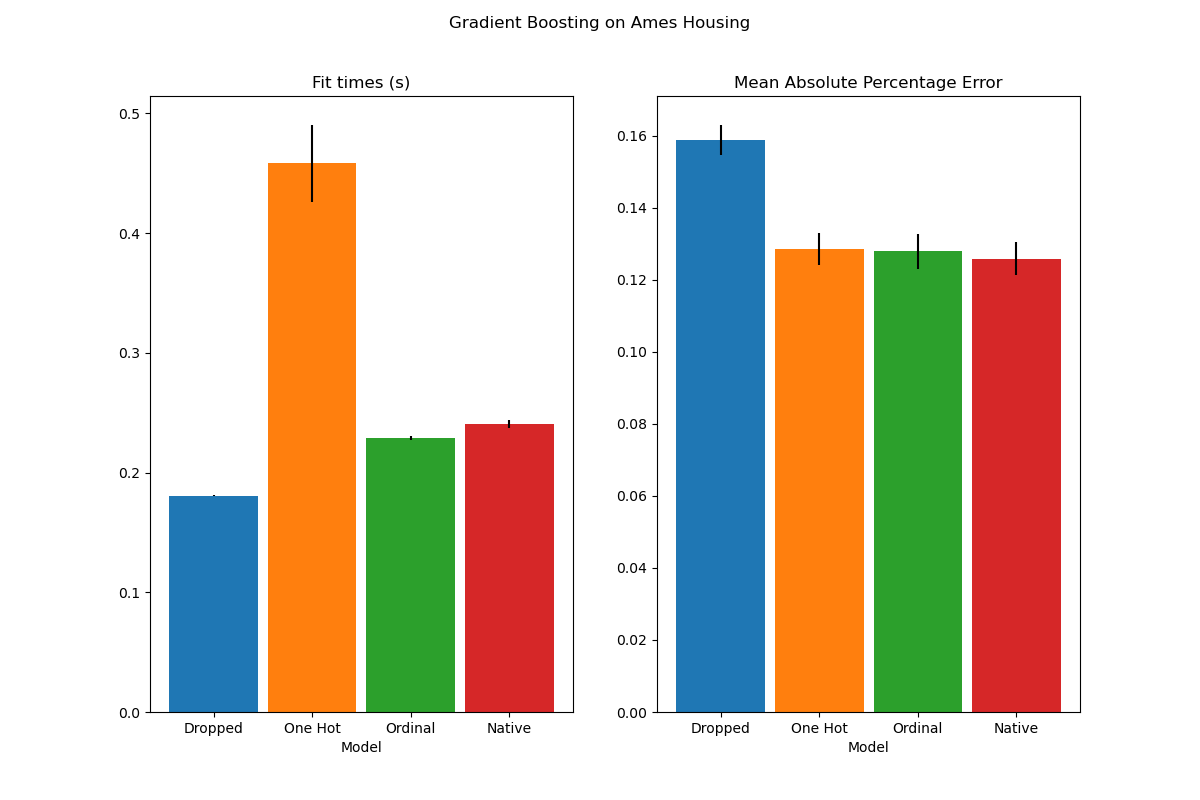 Gradient Boosting on Ames Housing
Fit times (s)
0.5
0.4
0.3
0.2
0.1
0.0
Dropped One Hot Ordinal Native
Model
Mean Absolute Percentage Error
0.16
0.14
0.12
0.10
0.08
0.06
0.04
0.02
0.00
Dropped One Hot Ordinal Native
Model